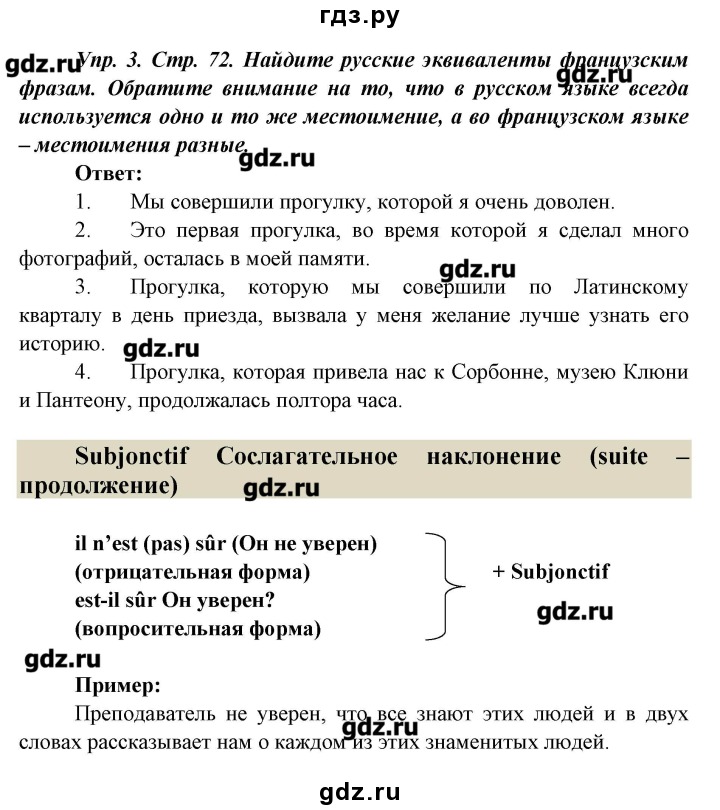 гдз.ру
Упр. 3. Стр. 72. Найдите русские эквиваленты французским
gdz.ru
gdz.ru
фразам. Обратите внимание на то, что в русском языке всегда
используется одно и то же местоимение, а во французском языке
– местоимения разные.
gdz.ru
Ответ:
1. Мы совершили прогулку, которой я очень доволен.
2. Это первая прогулка, во время которой я сделал много
фотографий, осталась в моей памяти.
gdz.ru
3. Прогулка, которую мы совершили по Латинскому
кварталу в день приезда, вызвала у меня желание лучше узнать его
историю.
gdz.ru
4. Прогулка, которая привела нас к Сорбонне, музею Клюни
и Пантеону, продолжалась полтора часа.
Subjonctif Сослагательное наклонение (suite –
продолжение)
gdz.ru
il n’est (pas) sûr (Он не уверен)
(отрицательная форма)
+ Subjonctif
est-il sûr Он уверен?
gdz.ru
(вопросительная форма)
gdz.ru
Пример:
Преподаватель не уверен, что все знают этих людей и в двух
gdz.ru
словах рассказывает нам о каждом из этих знаменитых людей.
gdz.ru